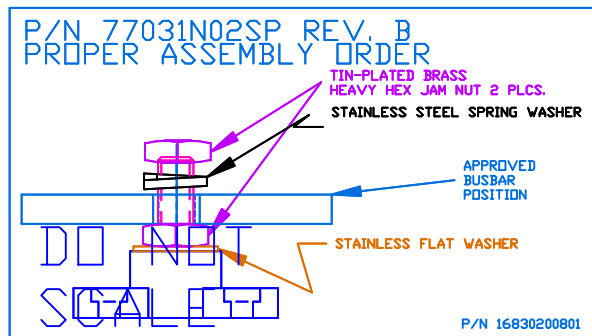 P/N 77031N02SP REV. B
PROPER ASSEMBLY ORDER
TIN-PLATED BRASS
HEAVY HEX JAM NUT 2 PLCS.
STAINLESS STEEL SPRING WASHER
APPROVED
BUSBAR
POSITION
DO NOT
STAINLESS FLAT WASHER
SCALE
P/N 16830200801